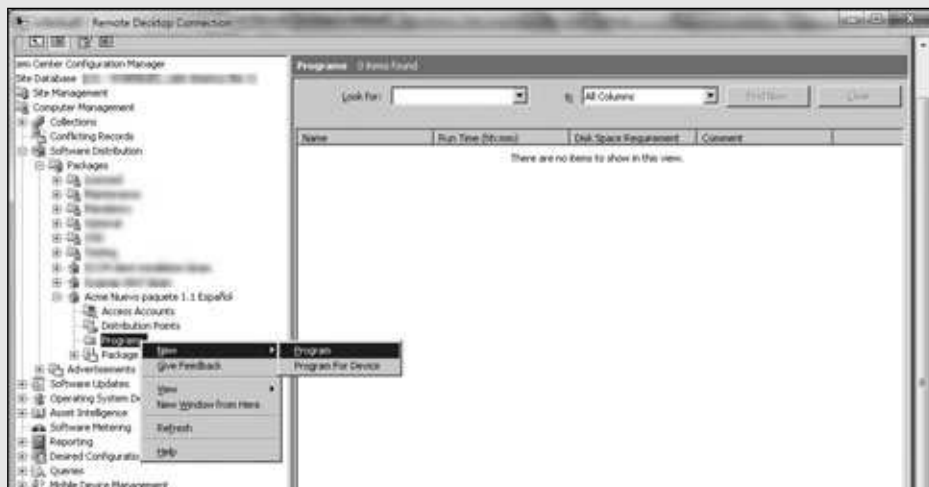 Remote Desktop Connection
Center Configuration Manager
Site Database
Site Management
Computer Management
Collections
Conflicting Records
Software Distribution
Packages
Acme Nuevo paquete 1.1 Español
Access Accounts
Distribution Points
Programs
Package
Advertisements
Software Updates
Operating System De
Asset Intelligence
Software Metering
Reporting
Desired Configuratio
Queries
Mobile Device Management
New
Give Feedback
View
New Window from Here
Refresh
Help
Program
Program For Device
Programs 0 items found
Look for:
in All Columns
Find Now
Clear
Name
Run Time (hh:mm)
Disk Space Requirement
Comment
There are no items to show in this view.